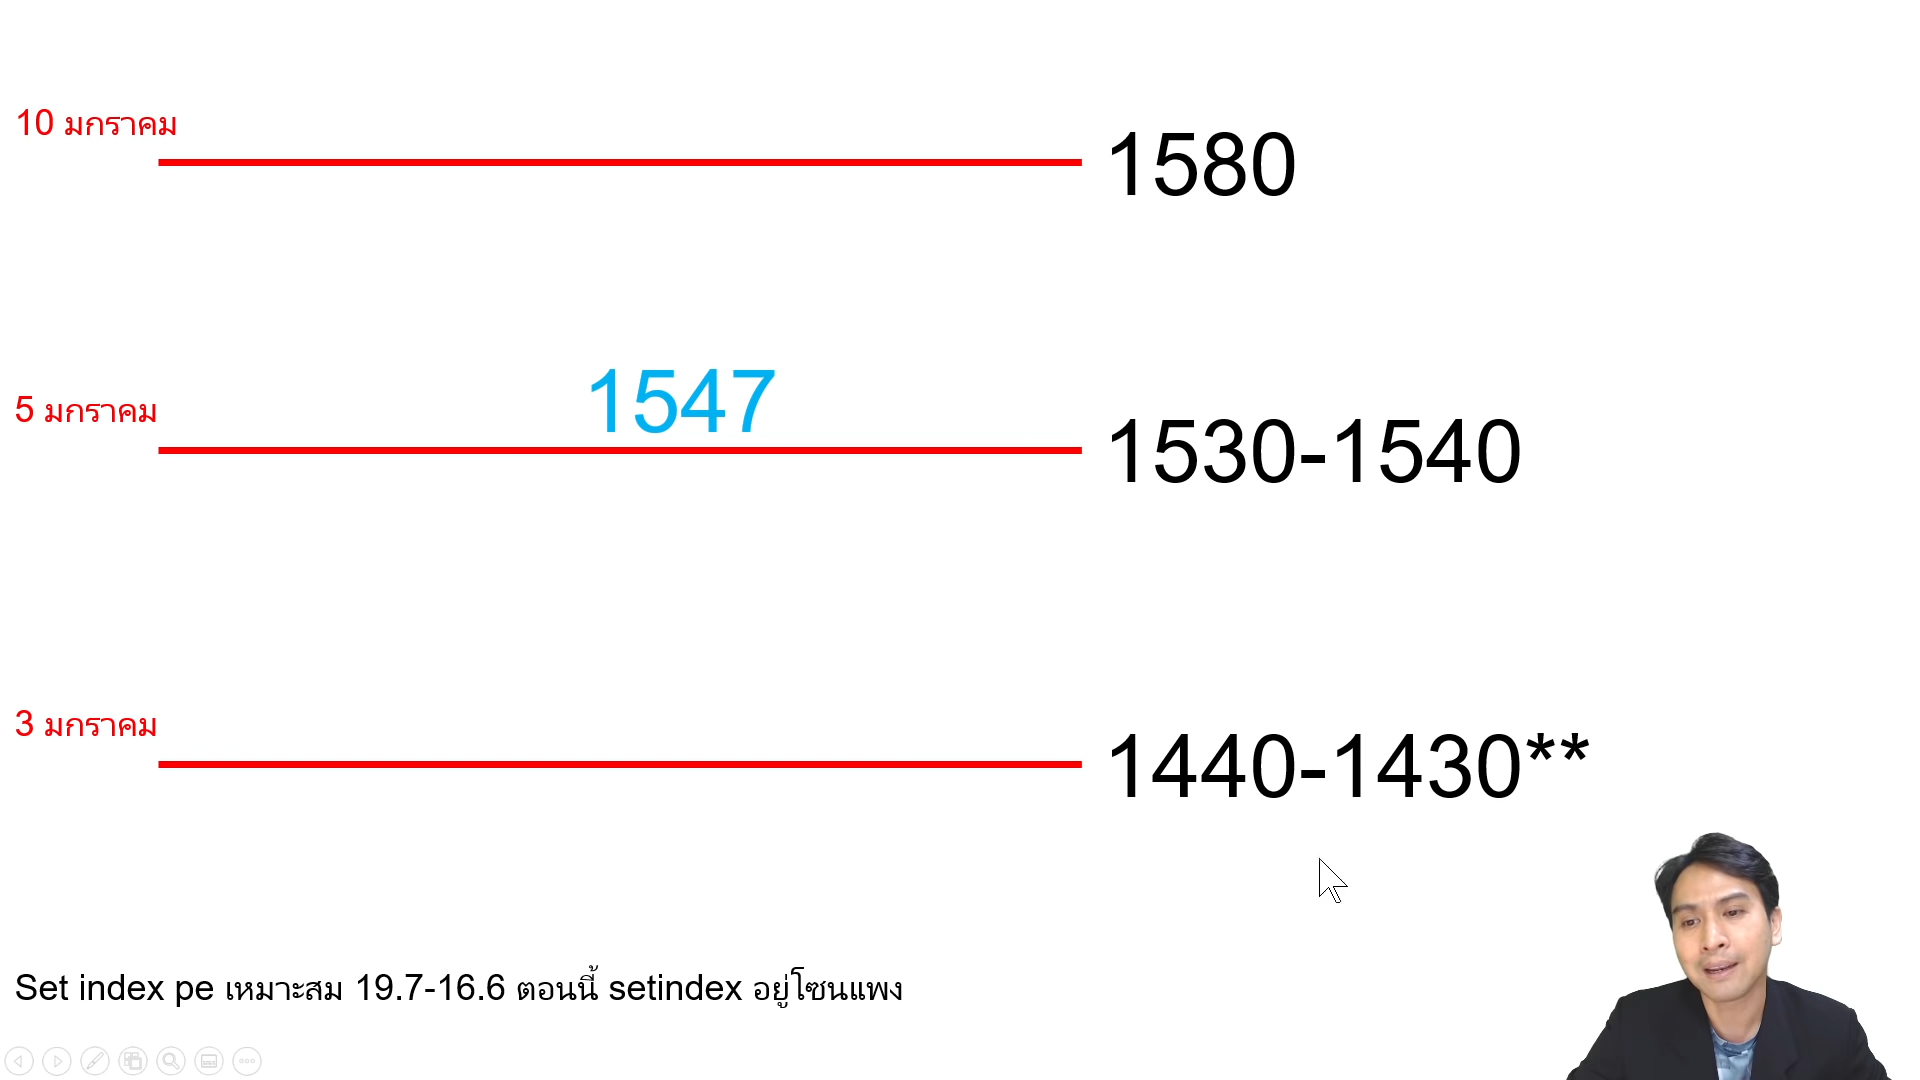 10 มกราคม
1580
1547
5 มกราคม
1530-1540
3 มกราคม
1440-1430**
Set index pe เหมาะสม 19.7-16.6 ตอนนี้ setindex อยู่โซนแพง